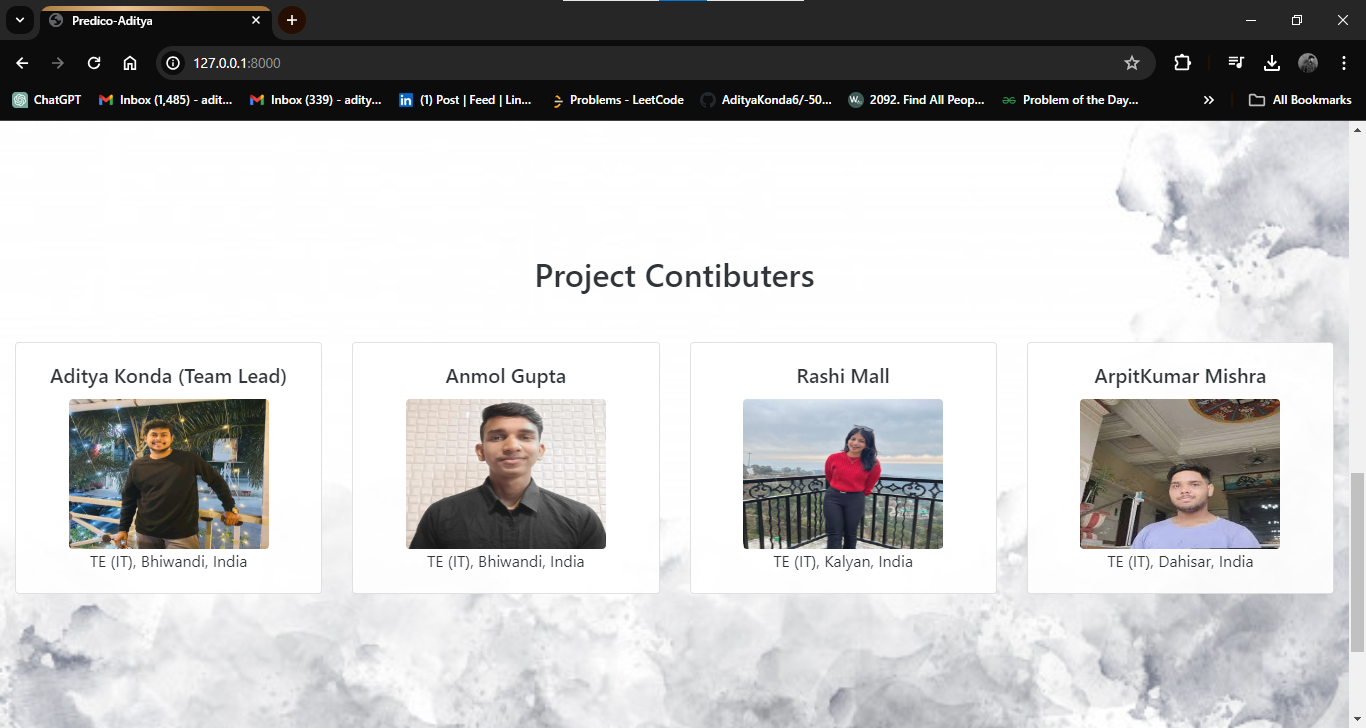 Predico-Aditya
127.0.0.1:8000
ChatGPT
Inbox (1,485) - adit...
Inbox (339) - adity...
(1) Post | Feed | Lin...
Problems - LeetCode
AdityaKonda6/-50...
2092. Find All Peop...
Problem of the Day...
All Bookmarks
Project Contibuters
Aditya Konda (Team Lead)
TE (IT), Bhiwandi, India
Anmol Gupta
TE (IT), Bhiwandi, India
Rashi Mall
TE (IT), Kalyan, India
ArpitKumar Mishra
TE (IT), Dahisar, India